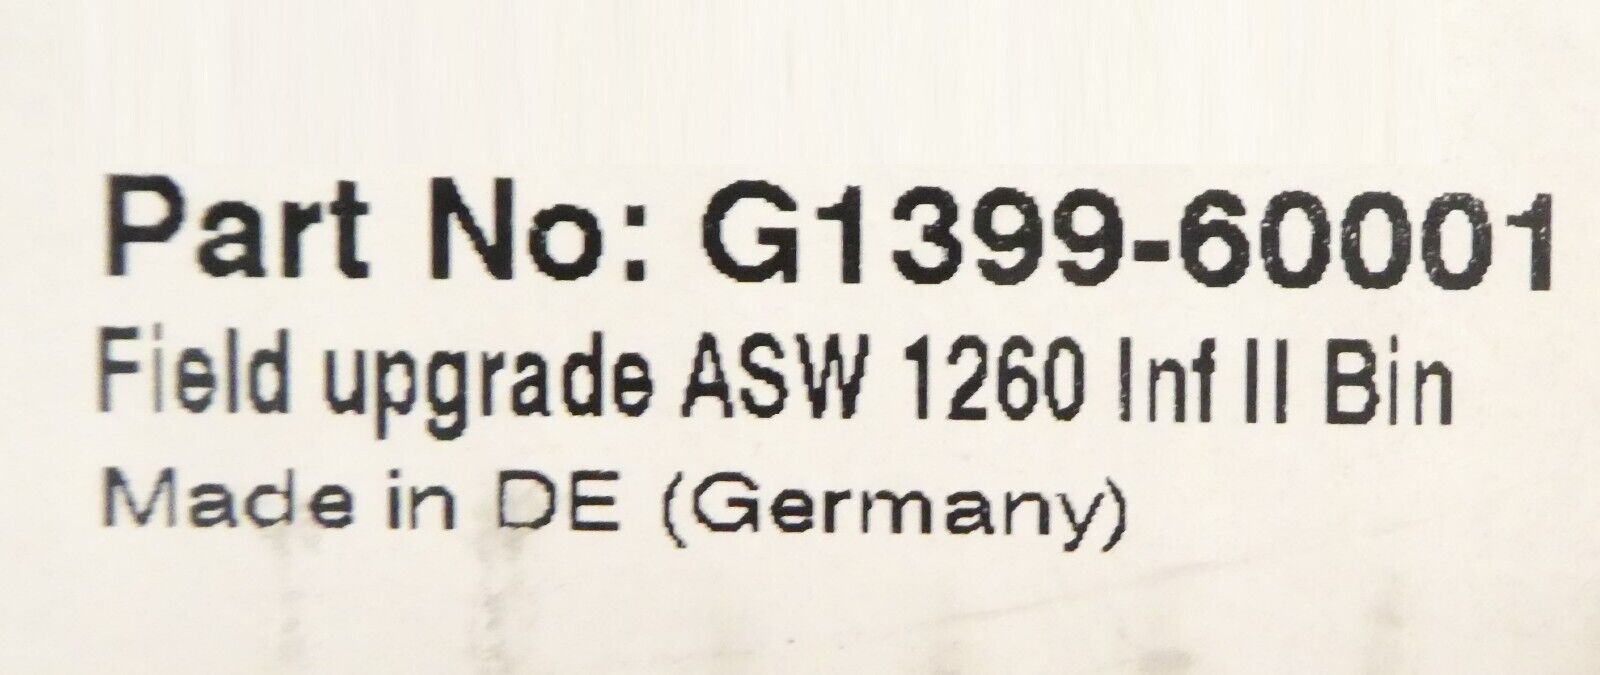 Part No: G1399-60001
Field upgrade ASW 1260 Inf II Bin
Made in DE (Germany)